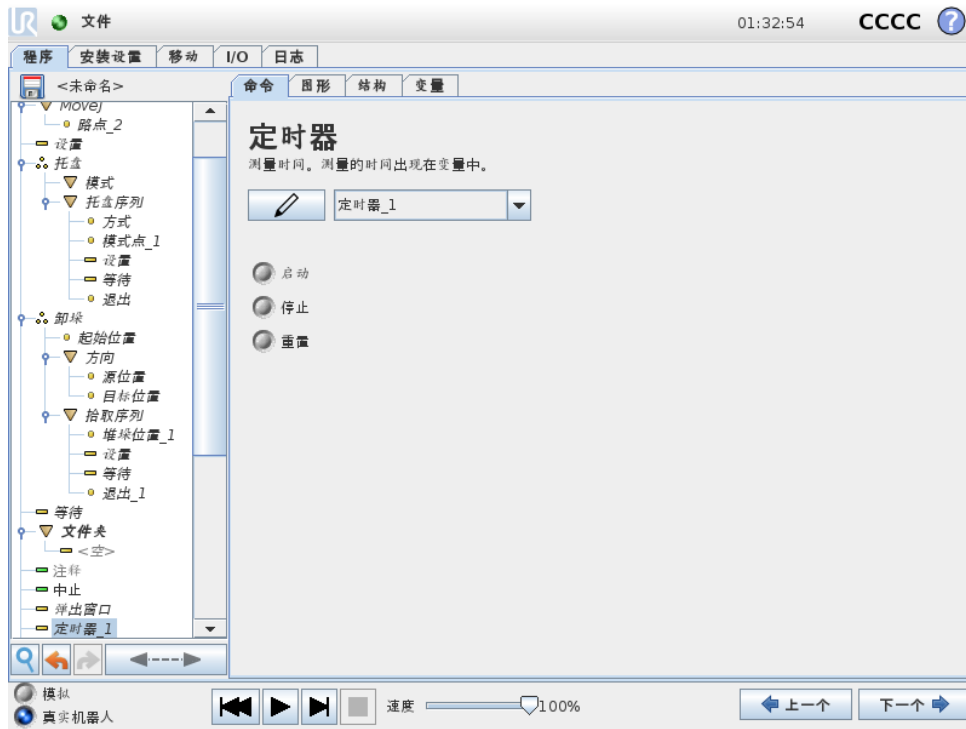 UR 文件 01:32:54 CCCC ?
程序 安装设置 移动 I/O 日志
<未命名> 命令 图形 结构 变量
MoveJ
路点_2
设置
托盘
模式
托盘序列
方式
模式点_1
设置
等待
退出
卸垛
起始位置
方向
源位置
目标位置
拾取序列
堆垛位置_1
设置
等待
退出_1
等待
文件夹
<空>
注释
中止
弹出窗口
定时器_1
定时器
测量时间。测量的时间出现在变量中。
定时器_1
启动
停止
重置
模拟
真实机器人
速度 100%
上一个 下一个